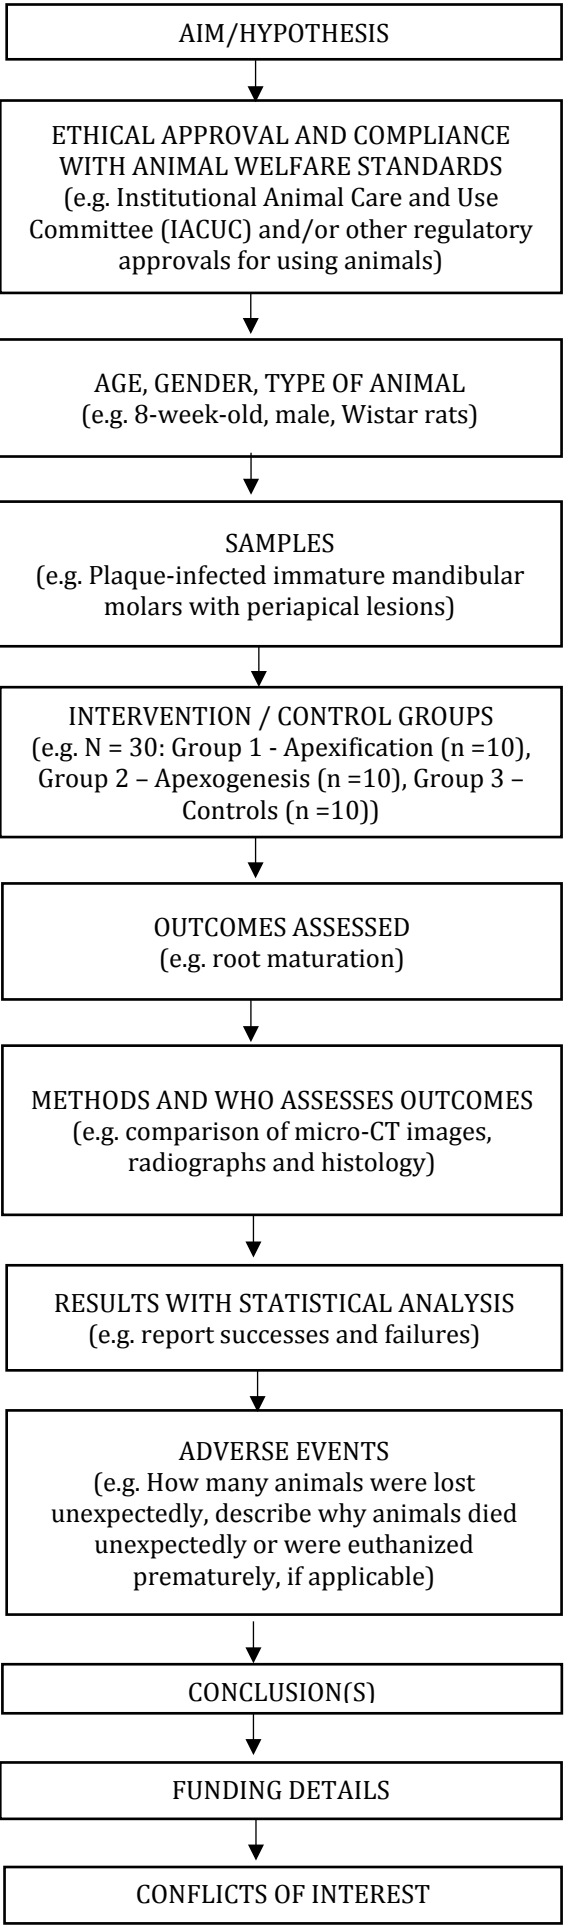 AIM/HYPOTHESIS
ETHICAL APPROVAL AND COMPLIANCE
WITH ANIMAL WELFARE STANDARDS
(e.g. Institutional Animal Care and Use
Committee (IACUC) and/or other regulatory
approvals for using animals)
AGE, GENDER, TYPE OF ANIMAL
(e.g. 8-week-old, male, Wistar rats)
SAMPLES
(e.g. Plaque-infected immature mandibular
molars with periapical lesions)
INTERVENTION / CONTROL GROUPS
(e.g. N = 30: Group 1 - Apexification (n =10),
Group 2 – Apexogenesis (n =10), Group 3 –
Controls (n =10))
OUTCOMES ASSESSED
(e.g. root maturation)
METHODS AND WHO ASSESSES OUTCOMES
(e.g. comparison of micro-CT images,
radiographs and histology)
RESULTS WITH STATISTICAL ANALYSIS
(e.g. report successes and failures)
ADVERSE EVENTS
(e.g. How many animals were lost
unexpectedly, describe why animals died
unexpectedly or were euthanized
prematurely, if applicable)
CONCLUSION(S)
FUNDING DETAILS
CONFLICTS OF INTEREST